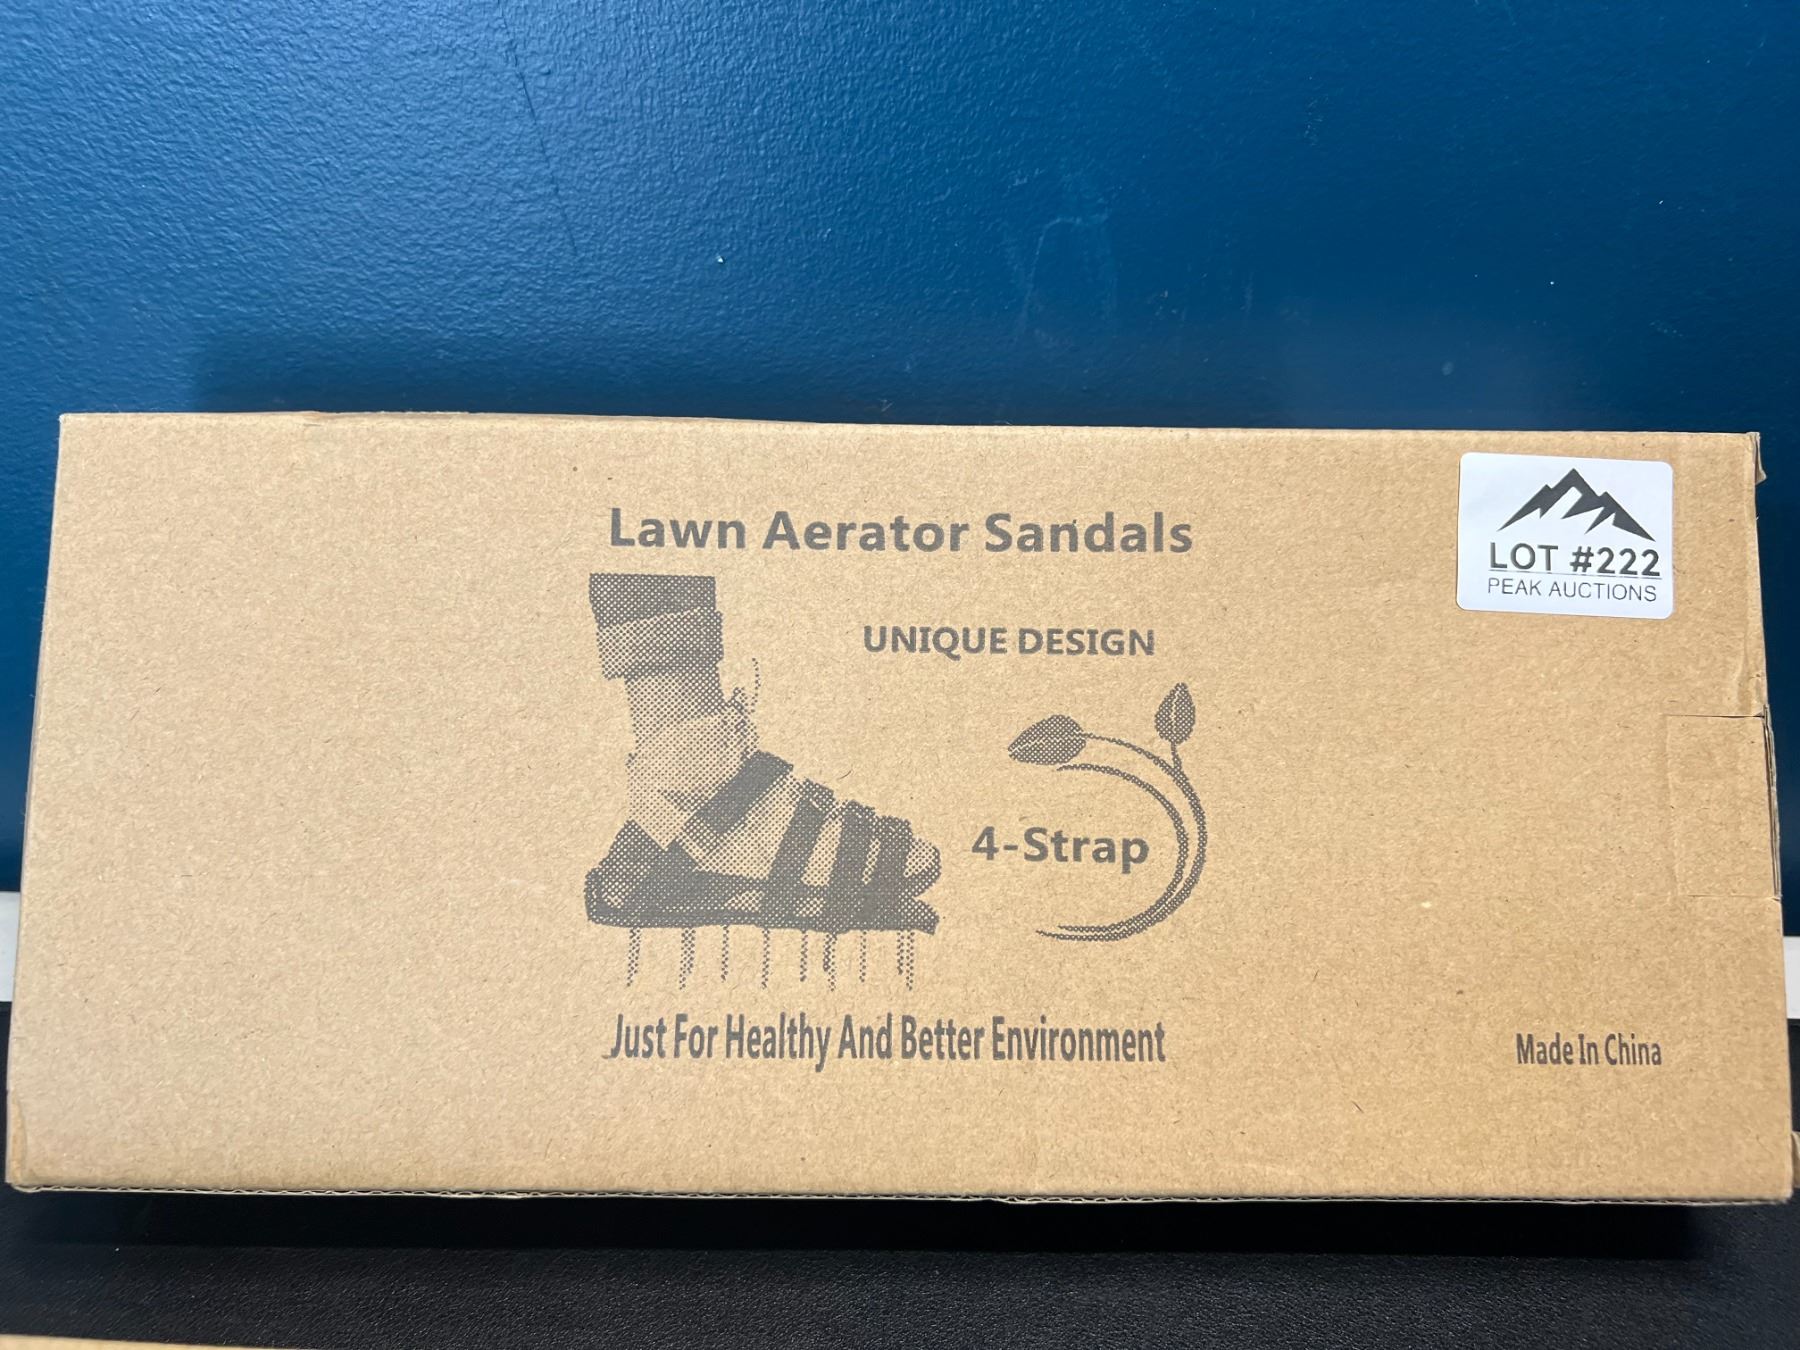 Lawn Aerator Sandals
LOT #222
PEAK AUCTIONS
UNIQUE DESIGN
4-Strap
Just For Healthy And Better Environment
Made In China